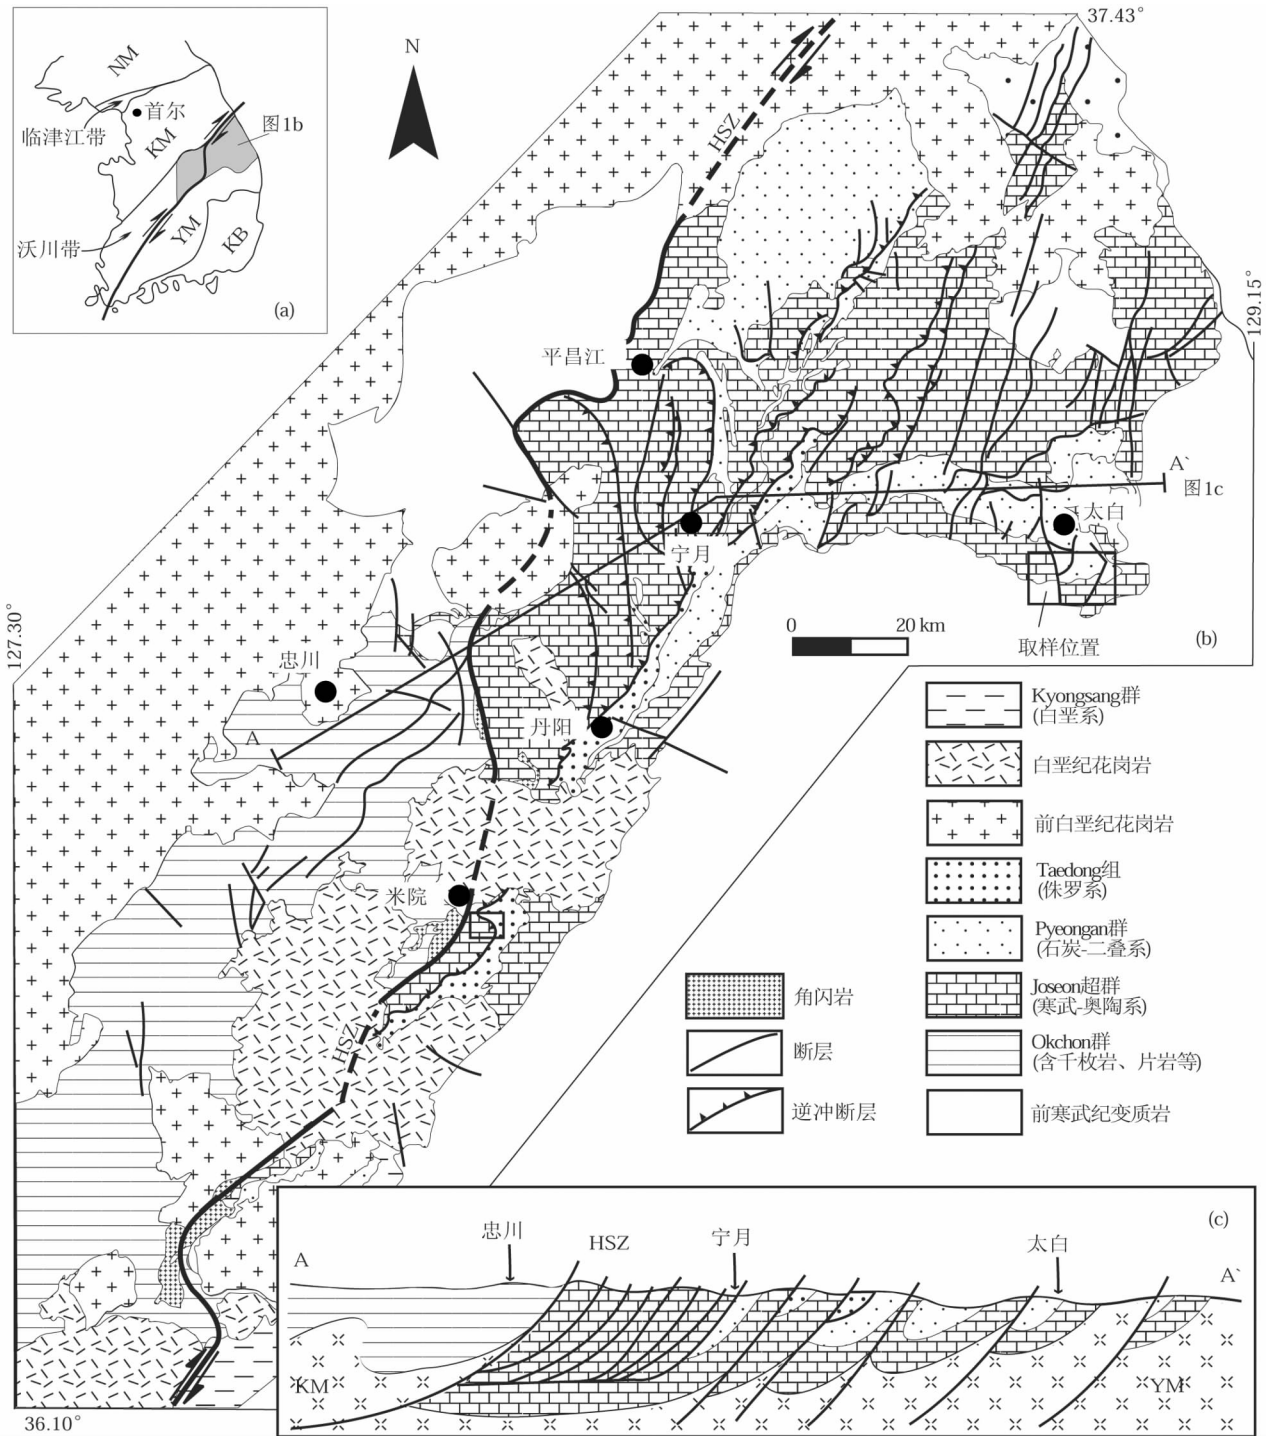 NM
首尔
临津江带
KM
图1b
沃川带
YM
KB
(a)
N
37.43°
HSZ
129.15°
平昌江
A`
图1c
太白
宁月
取样位置
(b)
0
20 km
127.30°
忠川
A
丹阳
米院
HSZ
36.10°
Kyongsang群
(白垩系)
白垩纪花岗岩
前白垩纪花岗岩
Taedong组
(侏罗系)
Pyeongan群
(石炭-二叠系)
Joseon超群
(寒武-奥陶系)
Okchon群
(含千枚岩、片岩等)
前寒武纪变质岩
角闪岩
断层
逆冲断层
(c)
忠川
HSZ
宁月
太白
A
A`
KM
YM